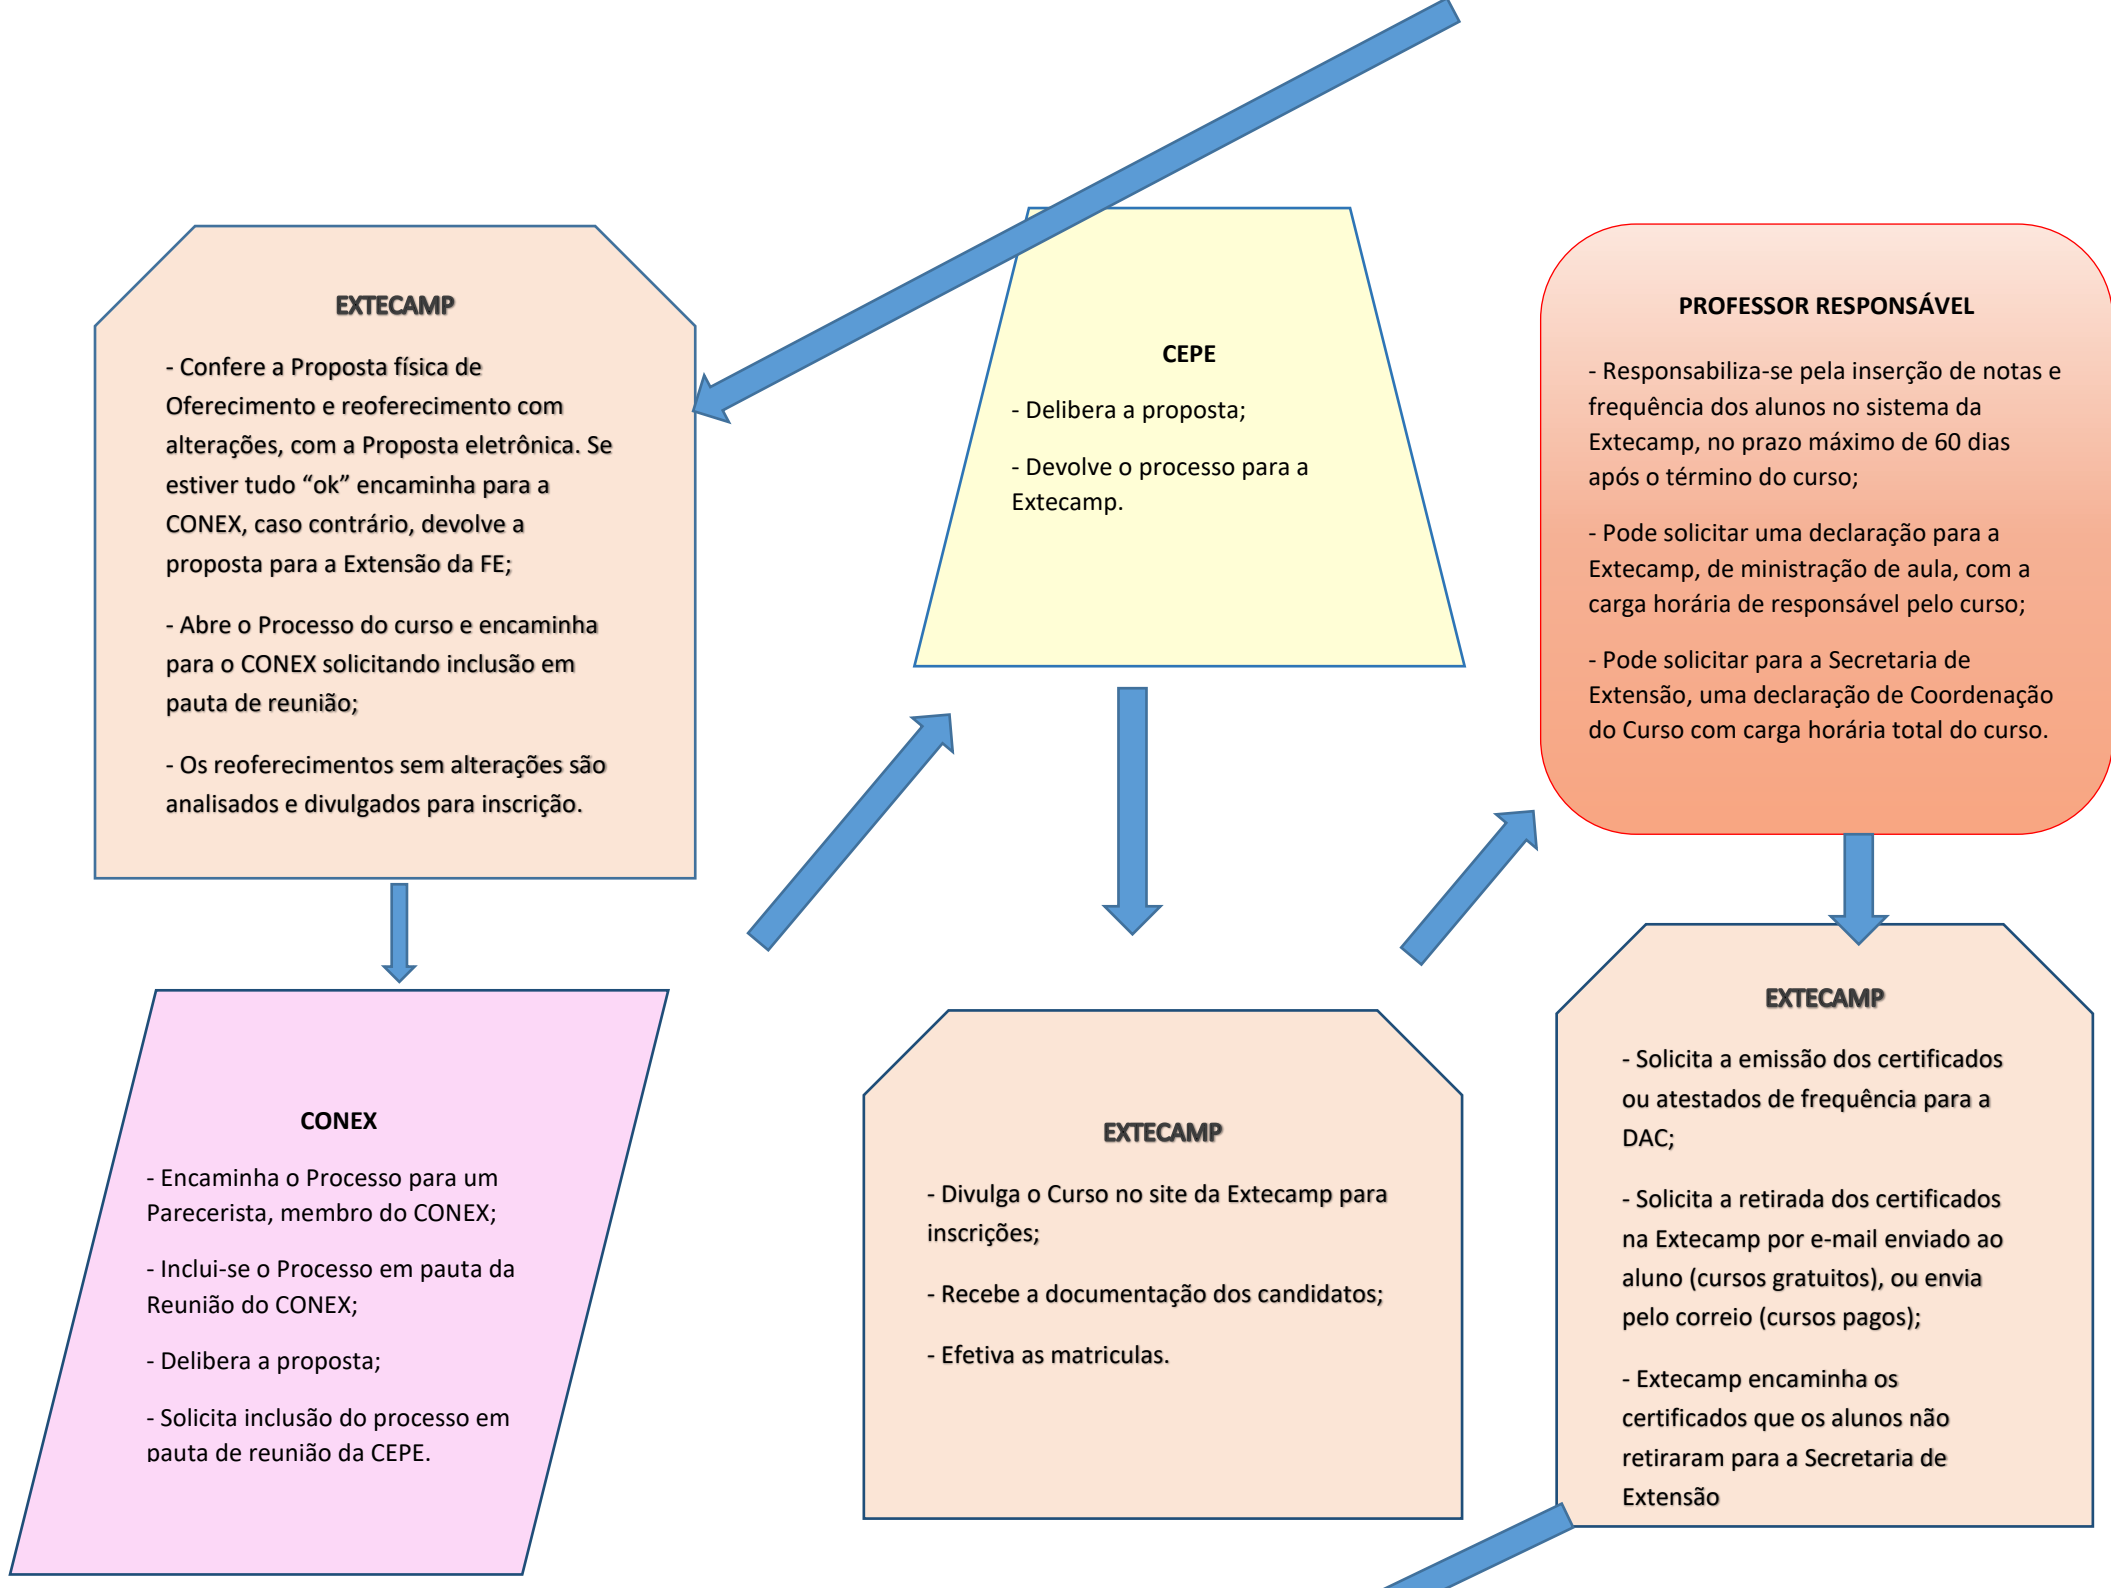 EXTECAMP
- Confere a Proposta física de
Oferecimento e reoferecimento com
alterações, com a Proposta eletrônica. Se
estiver tudo “ok” encaminha para a
CONEX, caso contrário, devolve a
proposta para a Extensão da FE;
- Abre o Processo do curso e encaminha
para o CONEX solicitando inclusão em
pauta de reunião;
- Os reoferecimentos sem alterações são
analisados e divulgados para inscrição.
CONEX
- Encaminha o Processo para um
Parecerista, membro do CONEX;
- Inclui-se o Processo em pauta da
Reunião do CONEX;
- Delibera a proposta;
- Solicita inclusão do processo em
pauta de reunião da CEPE.
CEPE
- Delibera a proposta;
- Devolve o processo para a
Extecamp.
EXTECAMP
- Divulga o Curso no site da Extecamp para
inscrições;
- Recebe a documentação dos candidatos;
- Efetiva as matriculas.
PROFESSOR RESPONSÁVEL
- Responsabiliza-se pela inserção de notas e
frequência dos alunos no sistema da
Extecamp, no prazo máximo de 60 dias
após o término do curso;
- Pode solicitar uma declaração para a
Extecamp, de ministração de aula, com a
carga horária de responsável pelo curso;
- Pode solicitar para a Secretaria de
Extensão, uma declaração de Coordenação
do Curso com carga horária total do curso.
EXTECAMP
- Solicita a emissão dos certificados
ou atestados de frequência para a
DAC;
- Solicita a retirada dos certificados
na Extecamp por e-mail enviado ao
aluno (cursos gratuitos), ou envia
pelo correio (cursos pagos);
- Extecamp encaminha os
certificados que os alunos não
retiraram para a Secretaria de
Extensão